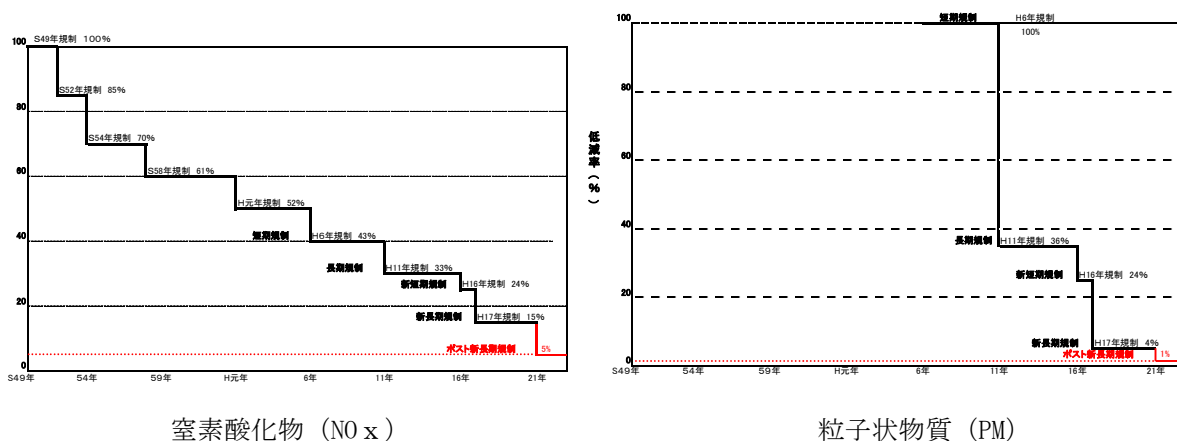 100
S49年規制 100%
S52年規制 85%
80
S54年規制 70%
60
S58年規制 61%
H元年規制 52%
短期規制
H6年規制 43%
40
長期規制
H11年規制 33%
新短期規制
H16年規制 24%
20
新長期規制
H17規制 15%
ポスト新長期規制
5%
0
S49年 54年 59年 H元年 6年 11年 16年 21年
窒素酸化物 (NOx)
100
短期規制
H6年規制
100%
80
低減率(%)
60
40
長期規制
H11年規制 36%
新短期規制
H16年規制 24%
20
新長期規制
H17年規制 4%
ポスト新長期規制
1%
0
S49年 54年 59年 H元年 6年 11年 16年 21年
粒子状物質 (PM)